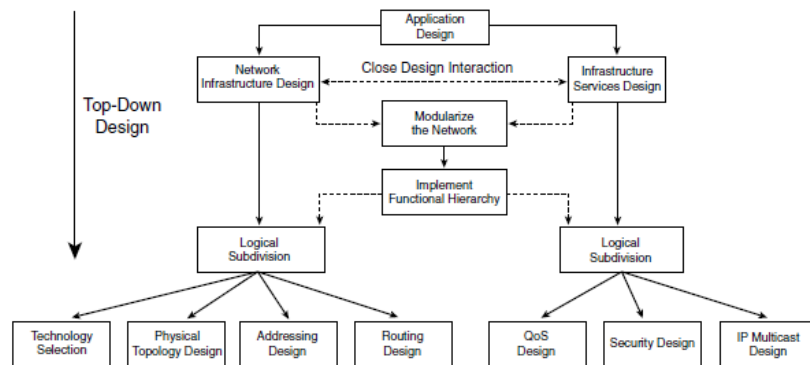 Application
Design
Network
Infrastructure Design
Close Design Interaction
Infrastructure
Services Design
Top-Down
Design
Modularize
the Network
Implement
Functional Hierarchy
Logical
Subdivision
Logical
Subdivision
Technology
Selection
Physical
Topology Design
Addressing
Design
Routing
Design
QoS
Design
Security Design
IP Multicast
Design